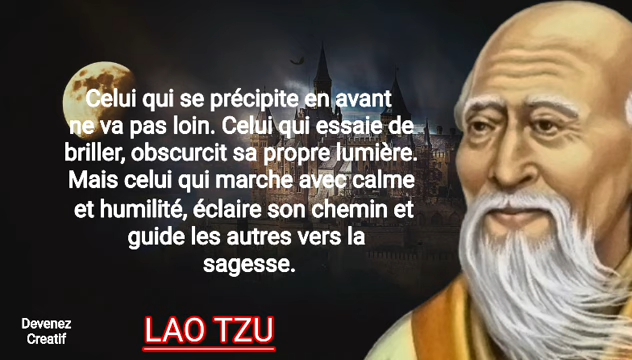 Celui qui se précipite en avant
ne va pas loin. Celui qui essaie de
briller, obscurcit sa propre lumière.
Mais celui qui marche avec calme
et humilité, éclaire son chemin et
guide les autres vers la
sagesse.
LAO TZU
Devenez
Creatif